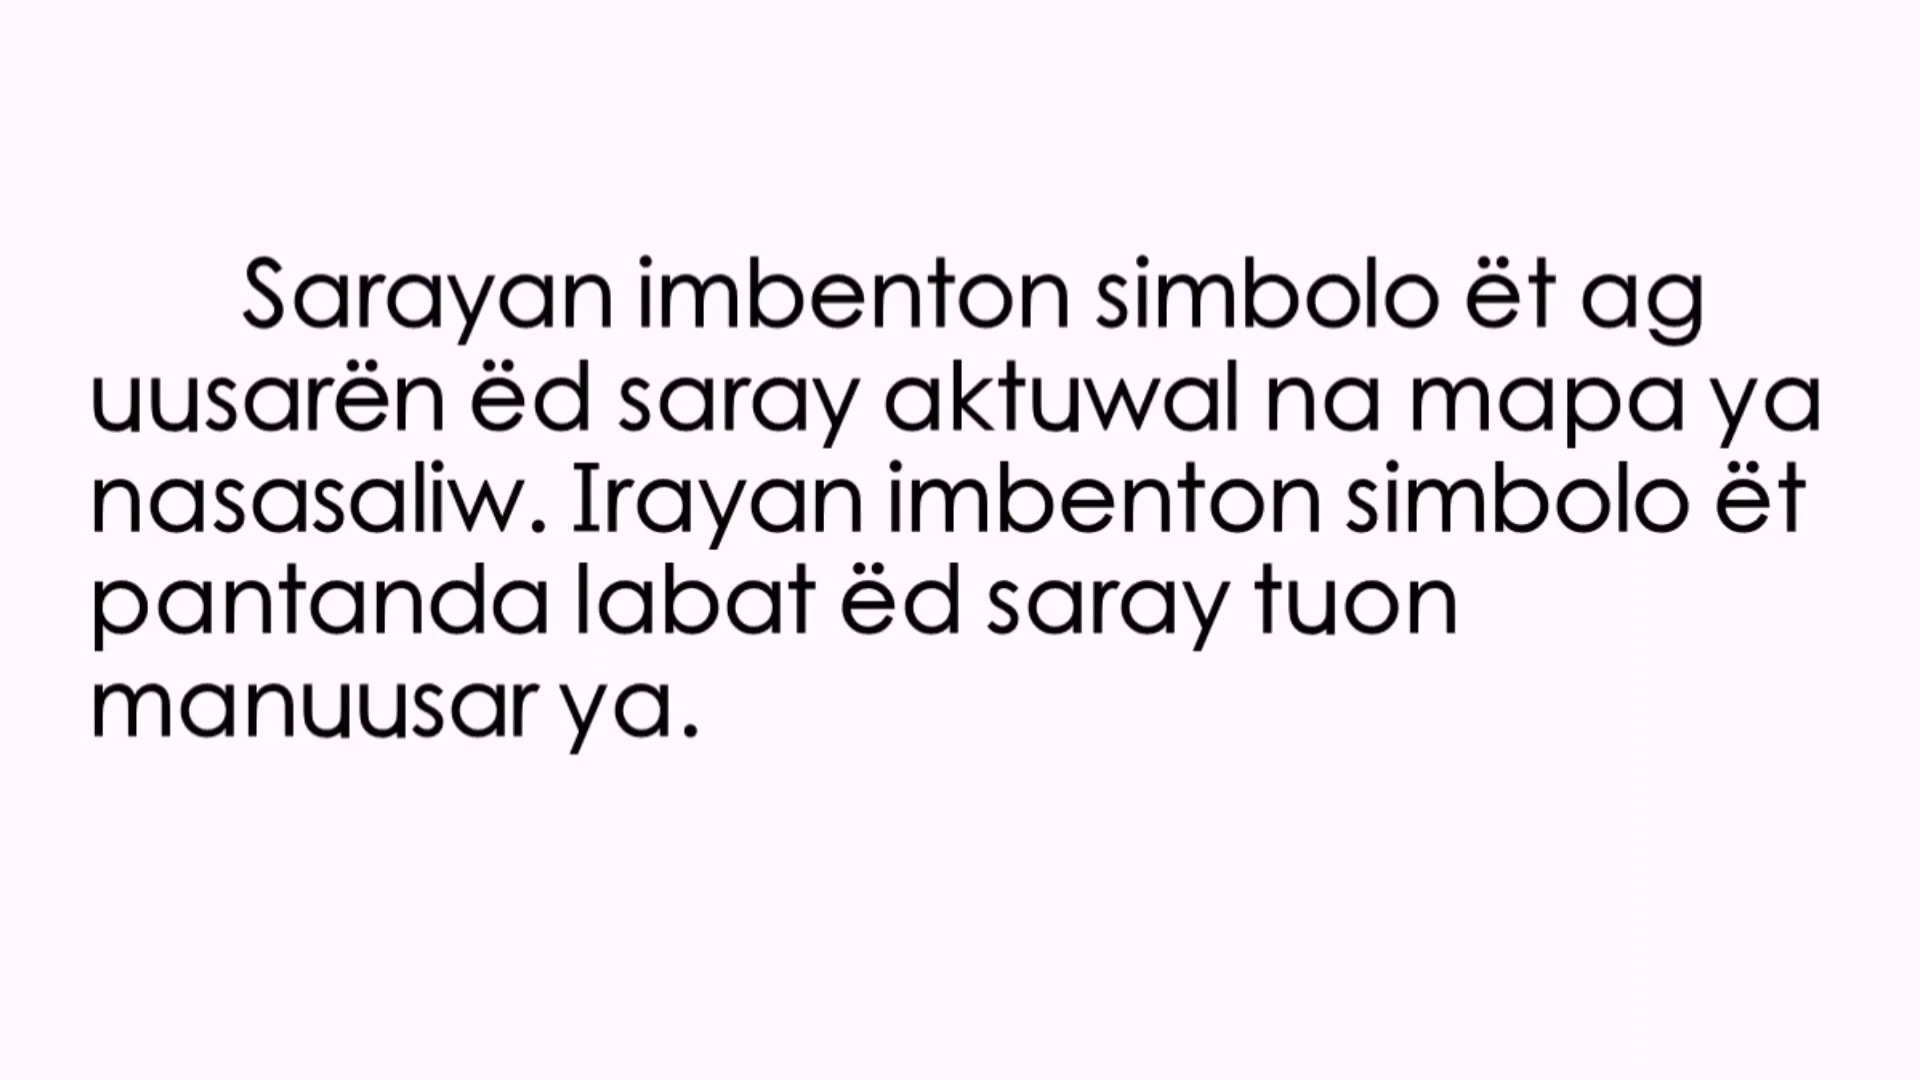 Sarayan imbenton simbolo ët ag
uusarën ëd saray aktuwal na mapa ya
nasasaliw. Irayan imbenton simbolo ët
pantanda labat ëd saray tuon
manuusar ya.